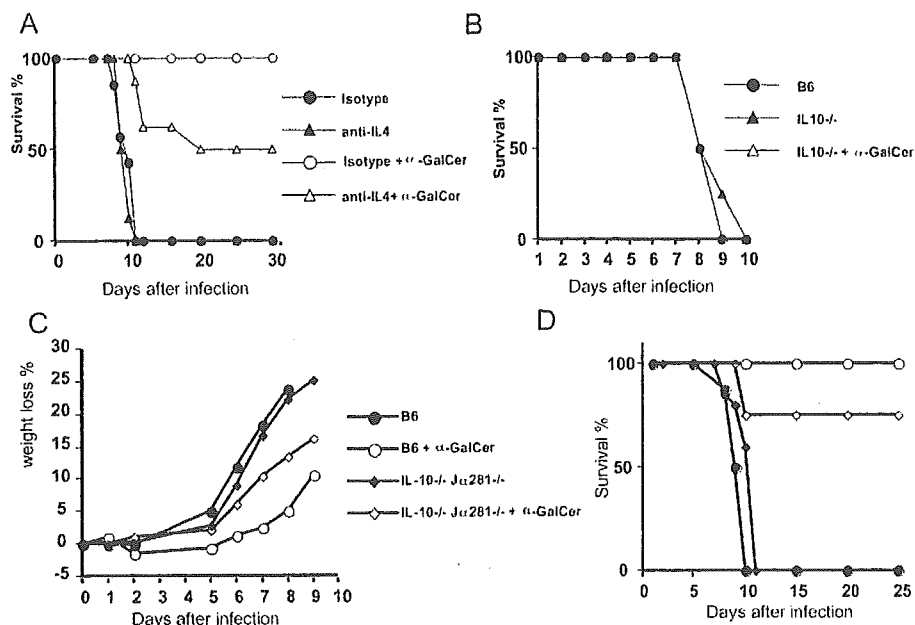 A
Survival %
100
50
0
0 10 20 30
Days after infection
Isotype
anti-IL4
Isotype + α-GalCer
anti-IL4+ α-GalCer
B
Survival %
100
50
0
1 2 3 4 5 6 7 8 9 10
Days after infection
B6
IL10-/-
IL10-/- + α-GalCer
C
weight loss %
30
25
20
15
10
5
0
-5
0 1 2 3 4 5 6 7 8 9 10
Days after infection
B6
B6 + α-GalCer
IL-10-/- Jα281-/-
IL-10-/- Jα281-/- + α-GalCer
D
Survival %
100
50
0
0 5 10 15 20 25
Days after infection